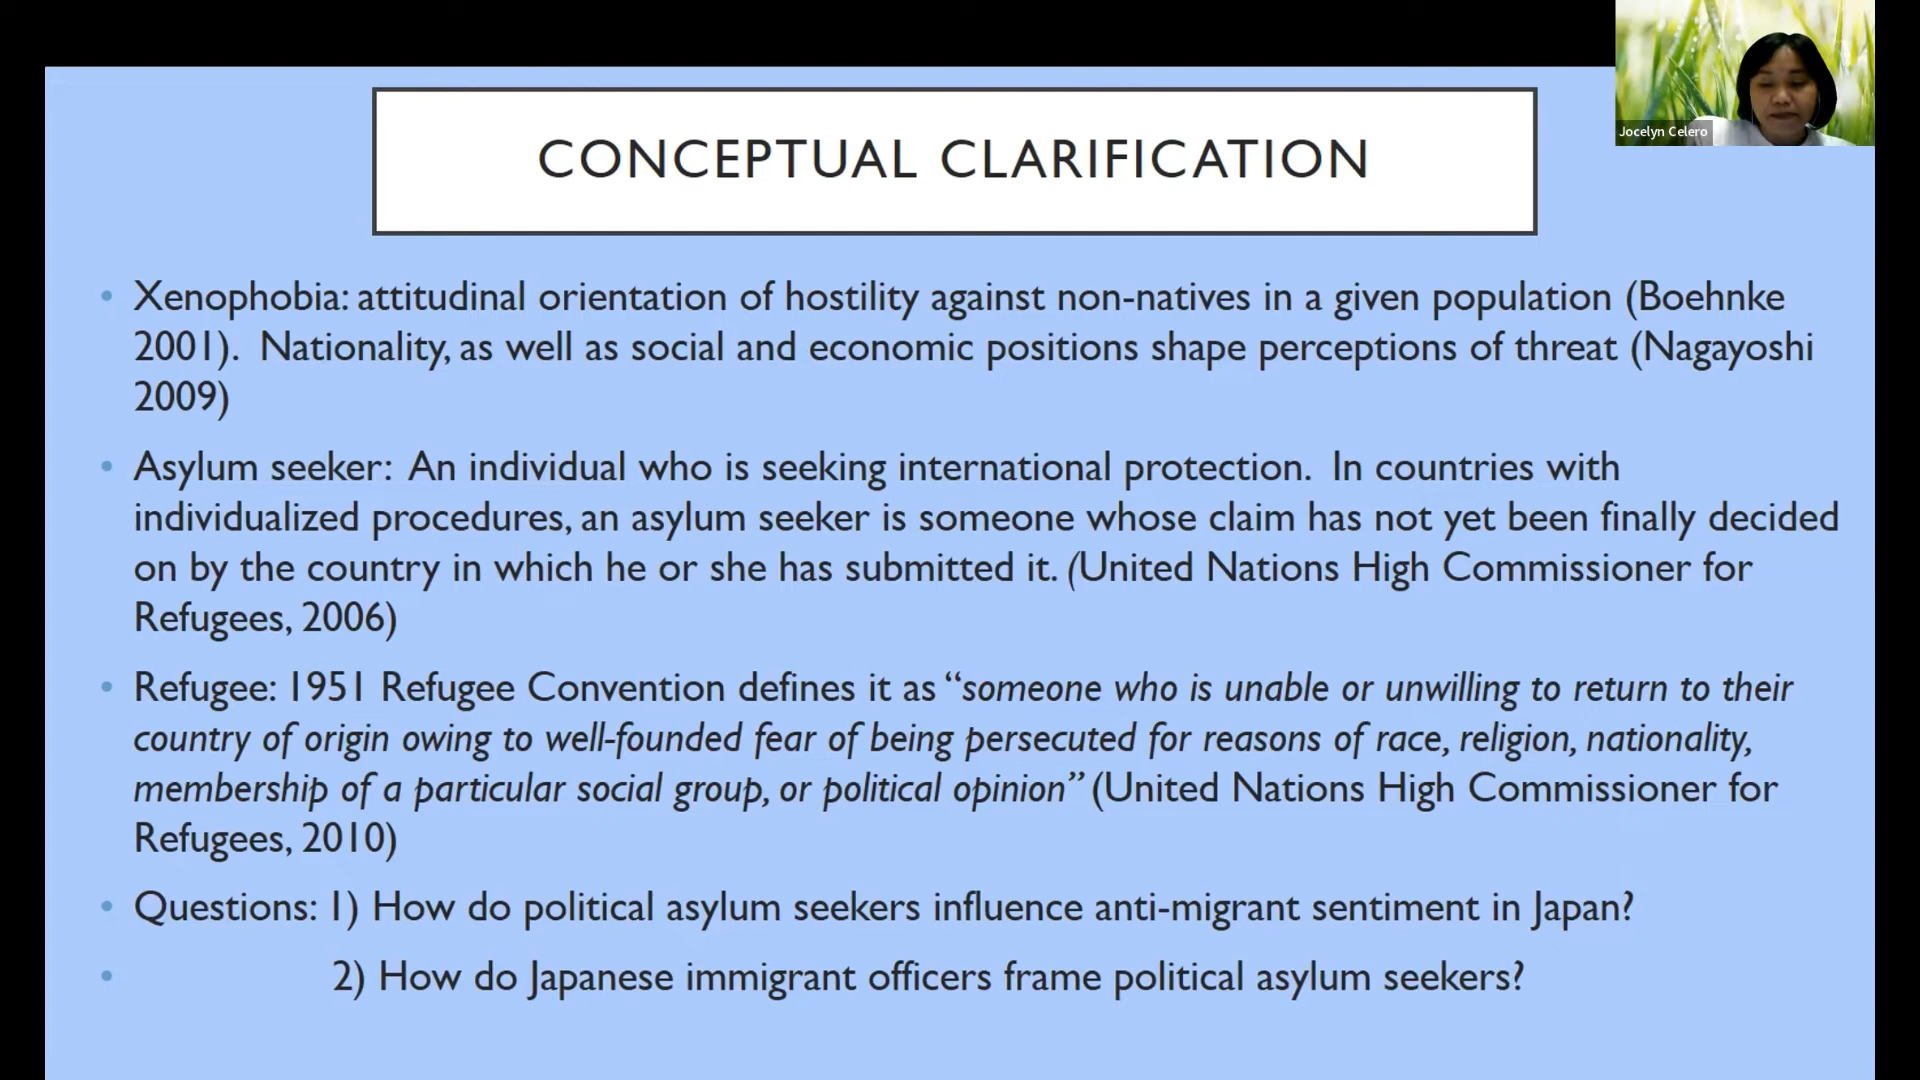 Jocelyn Celero
CONCEPTUAL CLARIFICATION
• Xenophobia: attitudinal orientation of hostility against non-natives in a given population (Boehnke
2001). Nationality, as well as social and economic positions shape perceptions of threat (Nagayoshi
2009)
• Asylum seeker: An individual who is seeking international protection. In countries with
individualized procedures, an asylum seeker is someone whose claim has not yet been finally decided
on by the country in which he or she has submitted it. (United Nations High Commissioner for
Refugees, 2006)
• Refugee: 1951 Refugee Convention defines it as “someone who is unable or unwilling to return to their
country of origin owing to well-founded fear of being persecuted for reasons of race, religion, nationality,
membership of a particular social group, or political opinion” (United Nations High Commissioner for
Refugees, 2010)
• Questions: 1) How do political asylum seekers influence anti-migrant sentiment in Japan?
• 2) How do Japanese immigrant officers frame political asylum seekers?